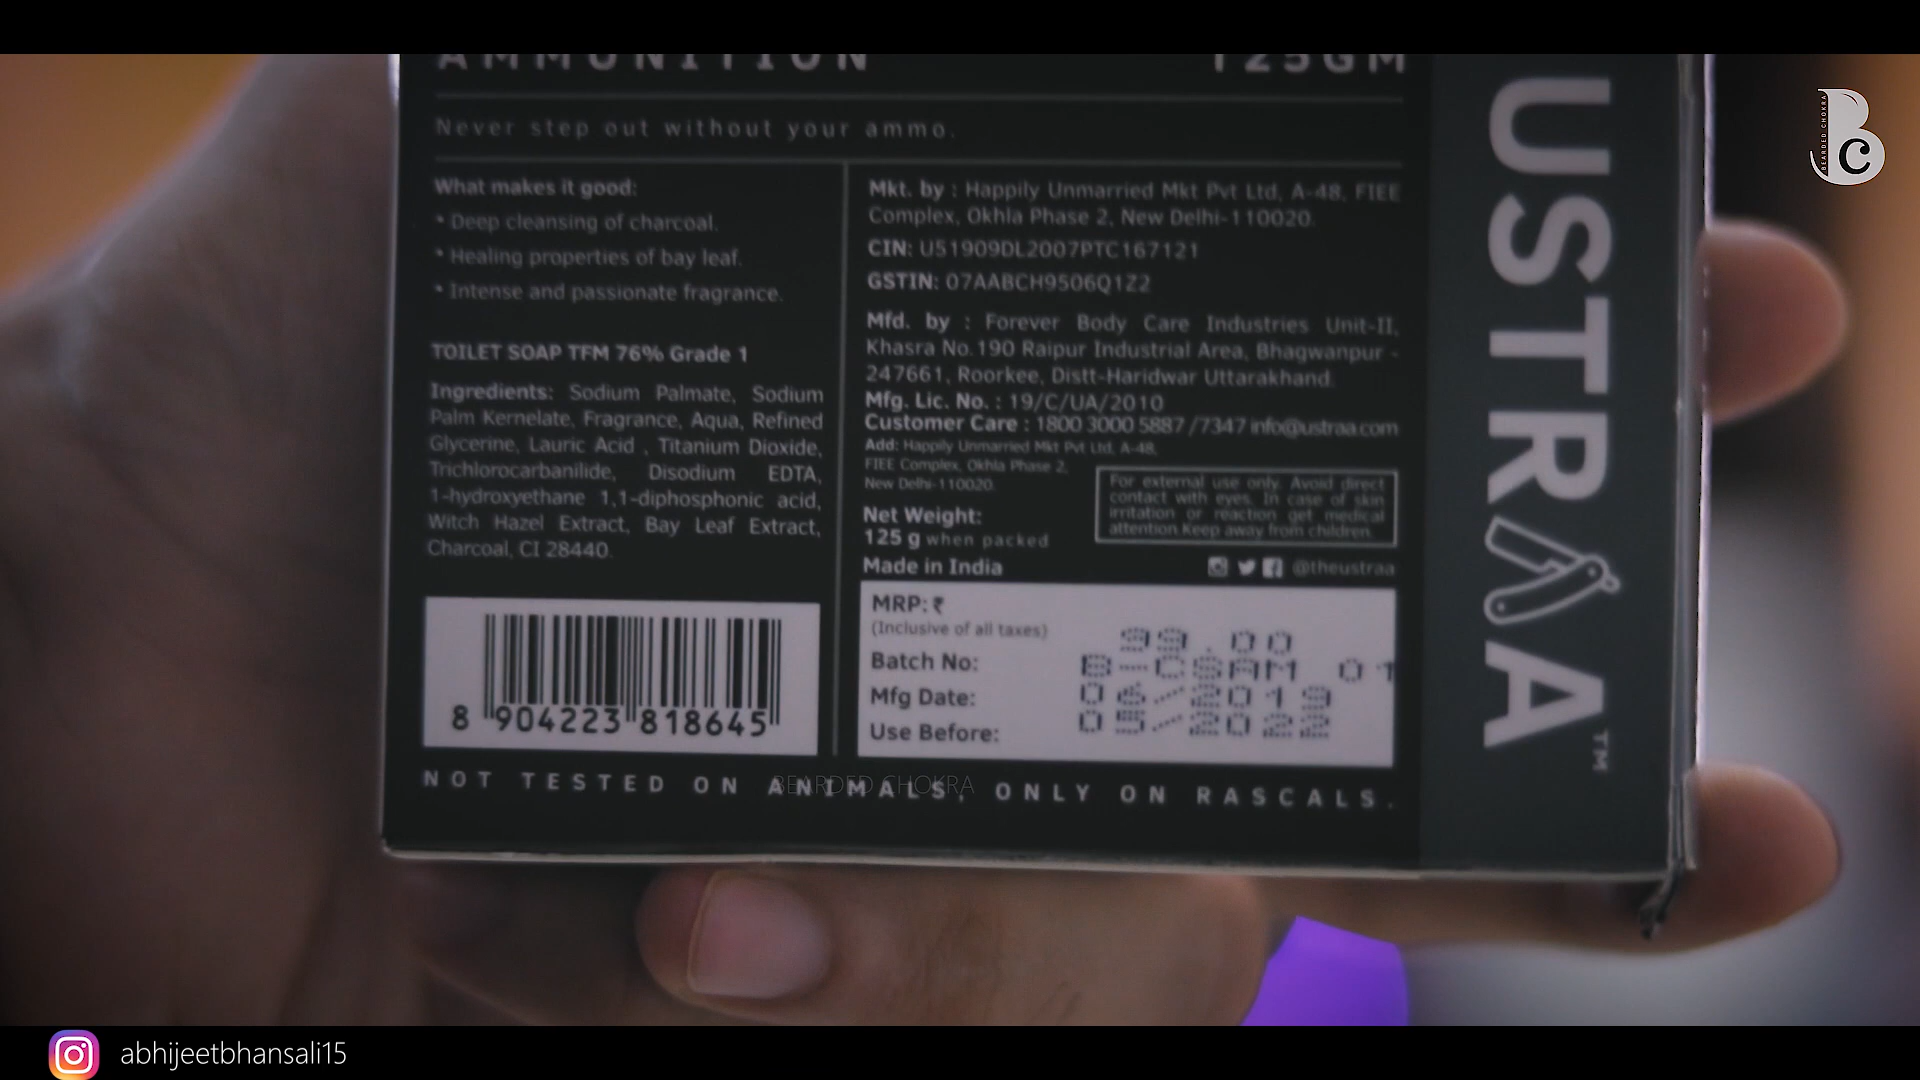 AMMUNITION 125GM
Never step out without your ammo.
What makes it good:
• Deep cleansing of charcoal.
• Healing properties of bay leaf.
• Intense and passionate fragrance.
TOILET SOAP TFM 76% Grade 1
Ingredients: Sodium Palmate, Sodium
Palm Kernelate, Fragrance, Aqua, Refined
Glycerine, Lauric Acid , Titanium Dioxide,
Trichlorocarbanilide, Disodium EDTA,
1-hydroxyethane 1,1-diphosphonic acid,
Witch Hazel Extract, Bay Leaf Extract,
Charcoal, CI 28440.
8 904223 818645
Mkt. by : Happily Unmarried Mkt Pvt Ltd, A-48, FIEE
Complex, Okhla Phase 2, New Delhi-110020.
CIN: U51909DL2007PTC167121
GSTIN: 07AABCH9506Q1Z2
Mfd. by : Forever Body Care Industries Unit-II,
Khasra No.190 Raipur Industrial Area, Bhagwanpur -
247661, Roorkee, Distt-Haridwar Uttarakhand.
Mfg. Lic. No. : 19/C/UA/2010
Customer Care : 1800 3000 5887 /7347 info@ustraa.com
Add: Happily Unmarried Mkt Pvt Ltd, A-48,
FIEE Complex, Okhla Phase 2,
New Delhi-110020.
For external use only. Avoid direct
contact with eyes. In case of skin
irritation or reaction get medical
attention.Keep away from children.
Net Weight:
125 g when packed
Made in India
@theustraa
MRP: ₹ 99.00
(Inclusive of all taxes)
Batch No: B-CSAM 01
Mfg Date: 06/2019
Use Before: 05/2022
NOT TESTED ON ANIMALS, ONLY ON RASCALS.
BEARDED CHOKRA
USTRAA™
BEARDED CHOKRA
BC
abhijeetbhansali15